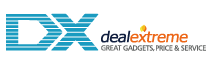 DX dealextreme
GREAT GADGETS, PRICE & SERVICE